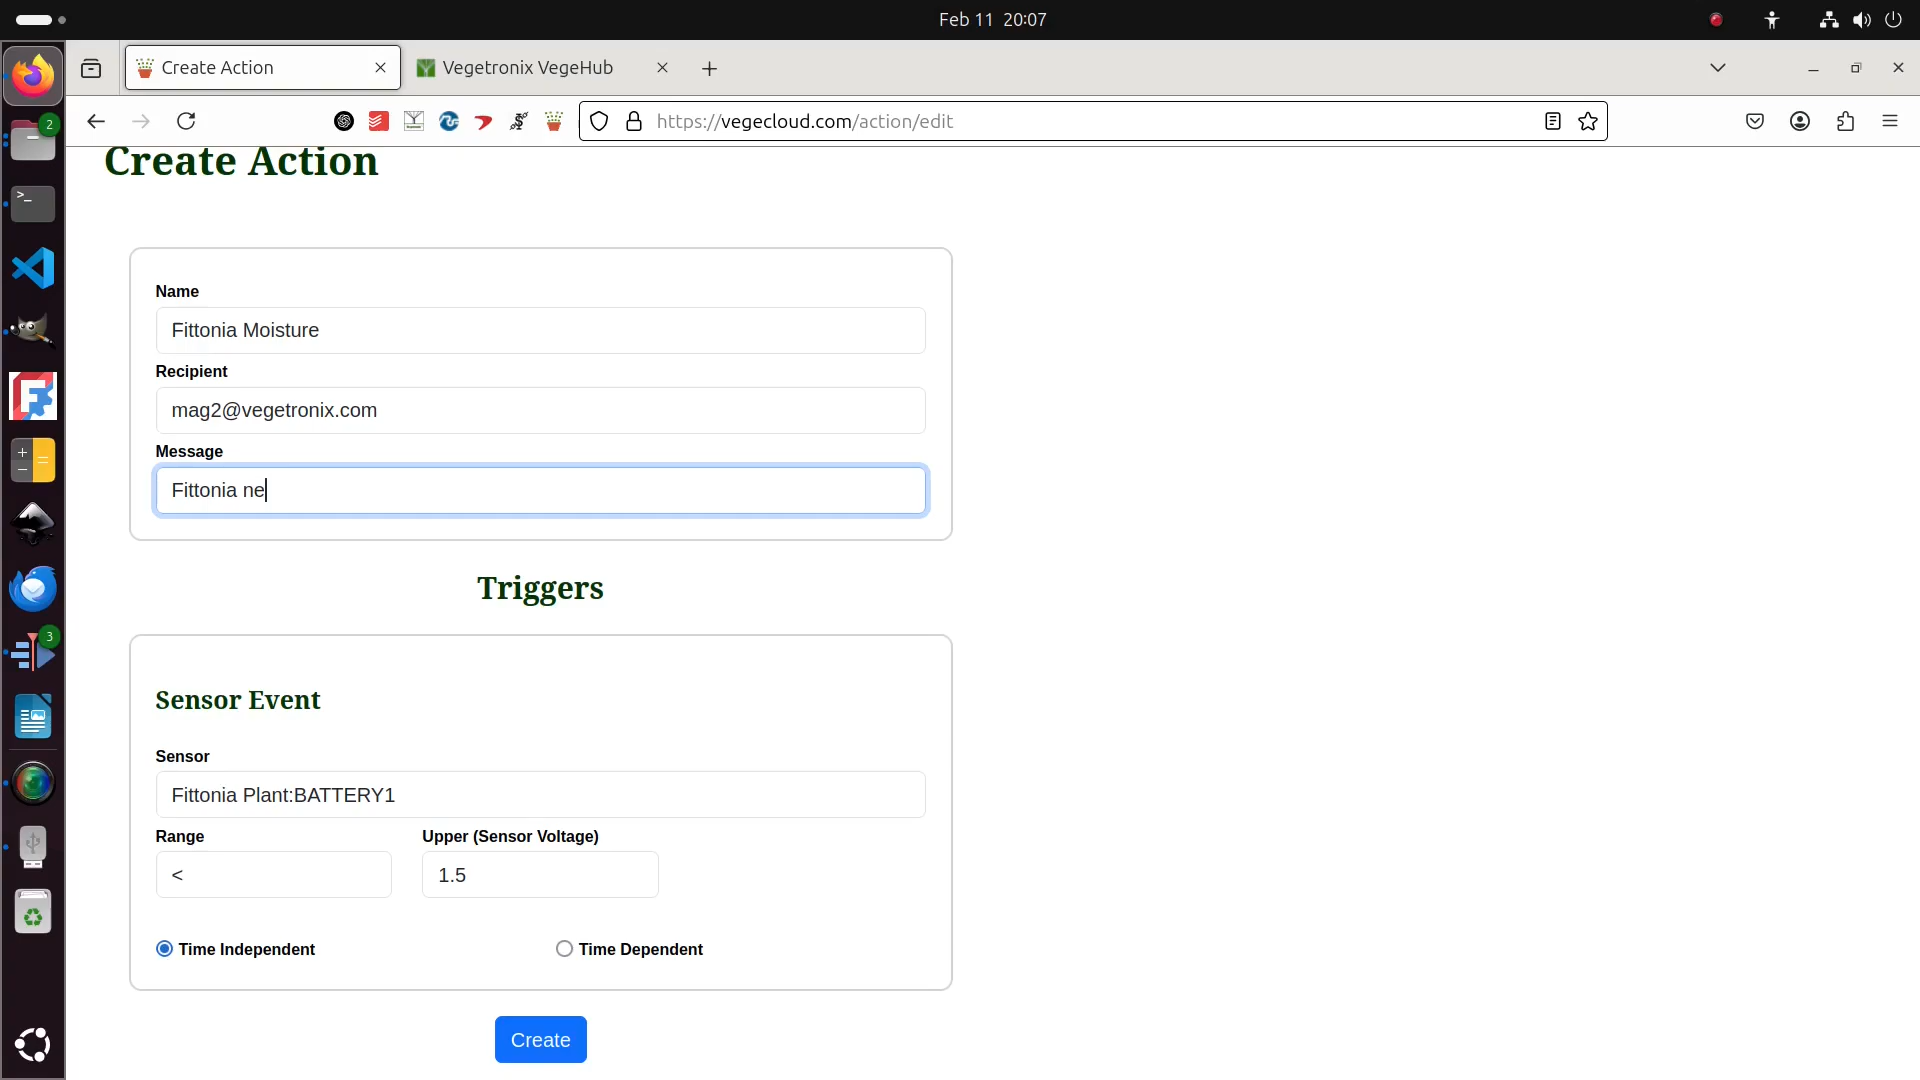 Feb 11 20:07
Create Action
Vegetronix VegeHub
https://vegecloud.com/action/edit
Create Action
Name
Fittonia Moisture
Recipient
mag2@vegetronix.com
Message
Fittonia ne
Triggers
Sensor Event
Sensor
Fittonia Plant:BATTERY1
Range
Upper (Sensor Voltage)
<
1.5
Time Independent
Time Dependent
Create
2
3